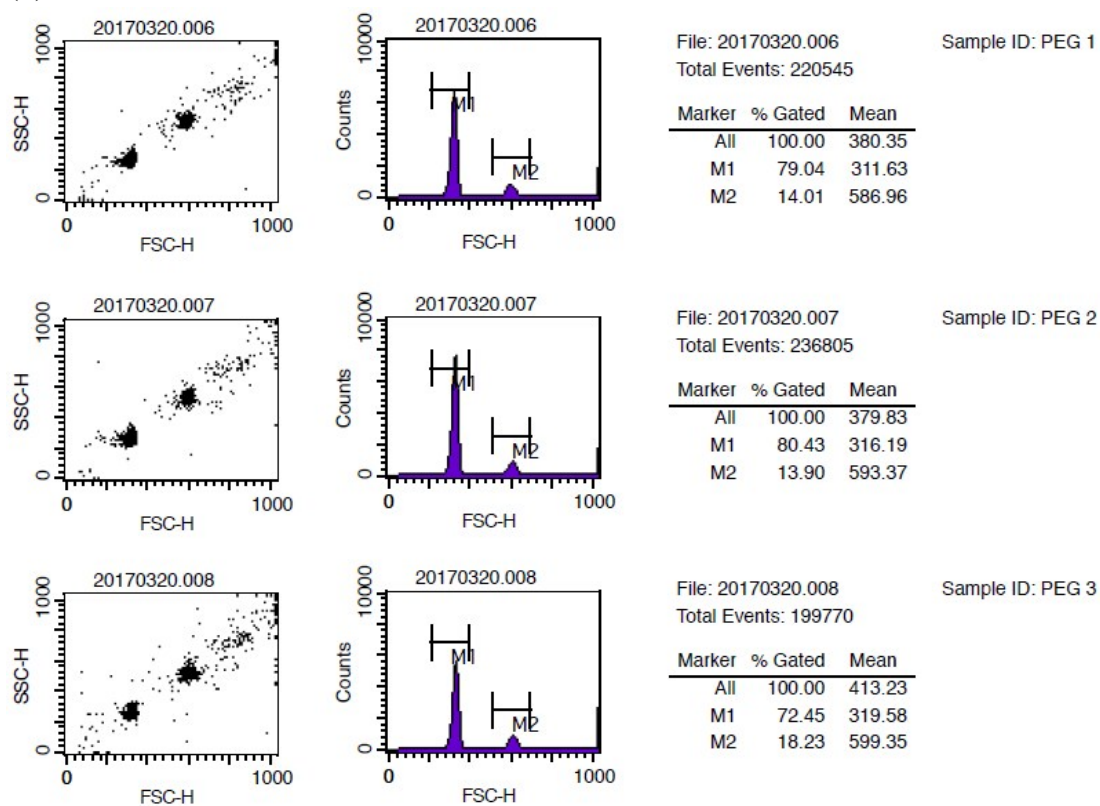 20170320.006
1000
0
SSC-H
0
1000
FSC-H
20170320.006
10000
0
Counts
M1
M2
0
1000
FSC-H
File: 20170320.006
Sample ID: PEG 1
Total Events: 220545
Marker % Gated Mean
All 100.00 380.35
M1 79.04 311.63
M2 14.01 586.96
20170320.007
1000
0
SSC-H
0
1000
FSC-H
20170320.007
10000
0
Counts
M1
M2
0
1000
FSC-H
File: 20170320.007
Sample ID: PEG 2
Total Events: 236805
Marker % Gated Mean
All 100.00 379.83
M1 80.43 316.19
M2 13.90 593.37
20170320.008
1000
0
SSC-H
0
1000
FSC-H
20170320.008
10000
0
Counts
M1
M2
0
1000
FSC-H
File: 20170320.008
Sample ID: PEG 3
Total Events: 199770
Marker % Gated Mean
All 100.00 413.23
M1 72.45 319.58
M2 18.23 599.35